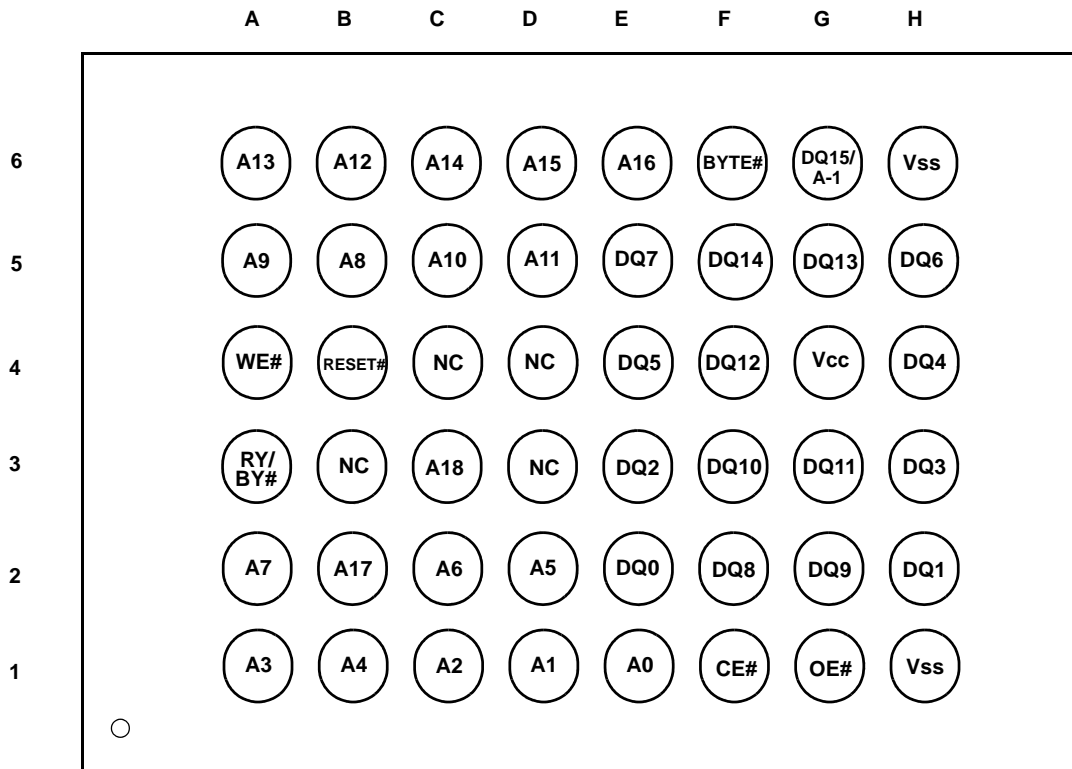 A B C D E F G H
6 A13 A12 A14 A15 A16 BYTE# DQ15/ A-1 Vss
5 A9 A8 A10 A11 DQ7 DQ14 DQ13 DQ6
4 WE# RESET# NC NC DQ5 DQ12 Vcc DQ4
3 RY/ BY# NC A18 NC DQ2 DQ10 DQ11 DQ3
2 A7 A17 A6 A5 DQ0 DQ8 DQ9 DQ1
1 A3 A4 A2 A1 A0 CE# OE# Vss